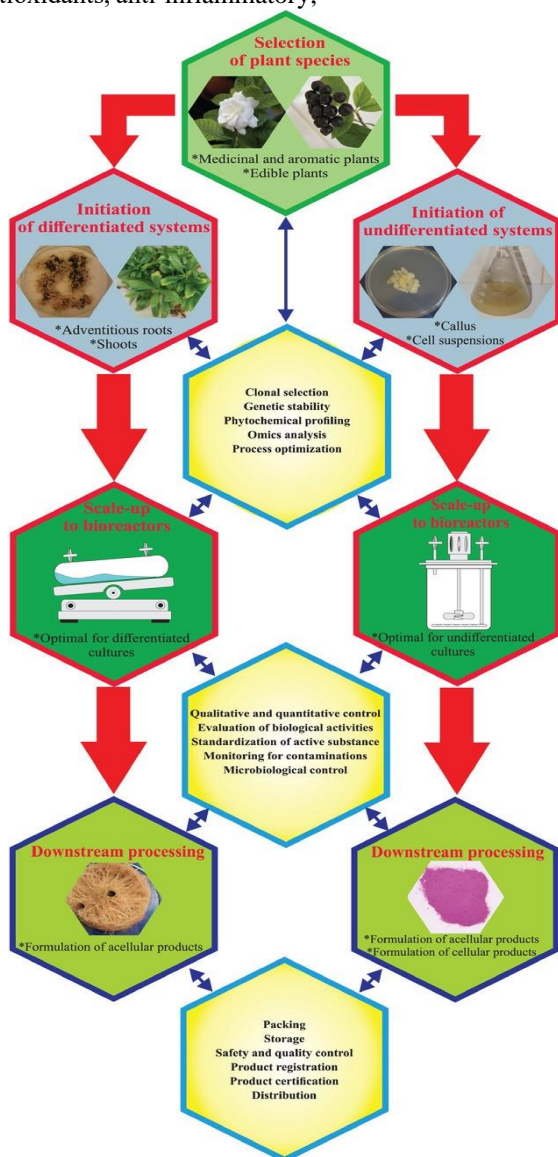 tioxidants, anti-inflammatory,
Selection
of plant species
*Medicinal and aromatic plants
*Edible plants
Initiation
of differentiated systems
*Adventitious roots
*Shoots
Initiation of
undifferentiated systems
*Callus
*Cell suspensions
Clonal selection
Genetic stability
Phytochemical profiling
Omics analysis
Process optimization
Scale-up
to bioreactors
*Optimal for differentiated
cultures
Scale-up
to bioreactors
*Optimal for undifferentiated
cultures
Qualitative and quantitative control
Evaluation of biological activities
Standardization of active substance
Monitoring for contaminations
Microbiological control
Downstream processing
*Formulation of acellular products
Downstream processing
*Formulation of acellular products
*Formulation of cellular products
Packing
Storage
Safety and quality control
Product registration
Product certification
Distribution